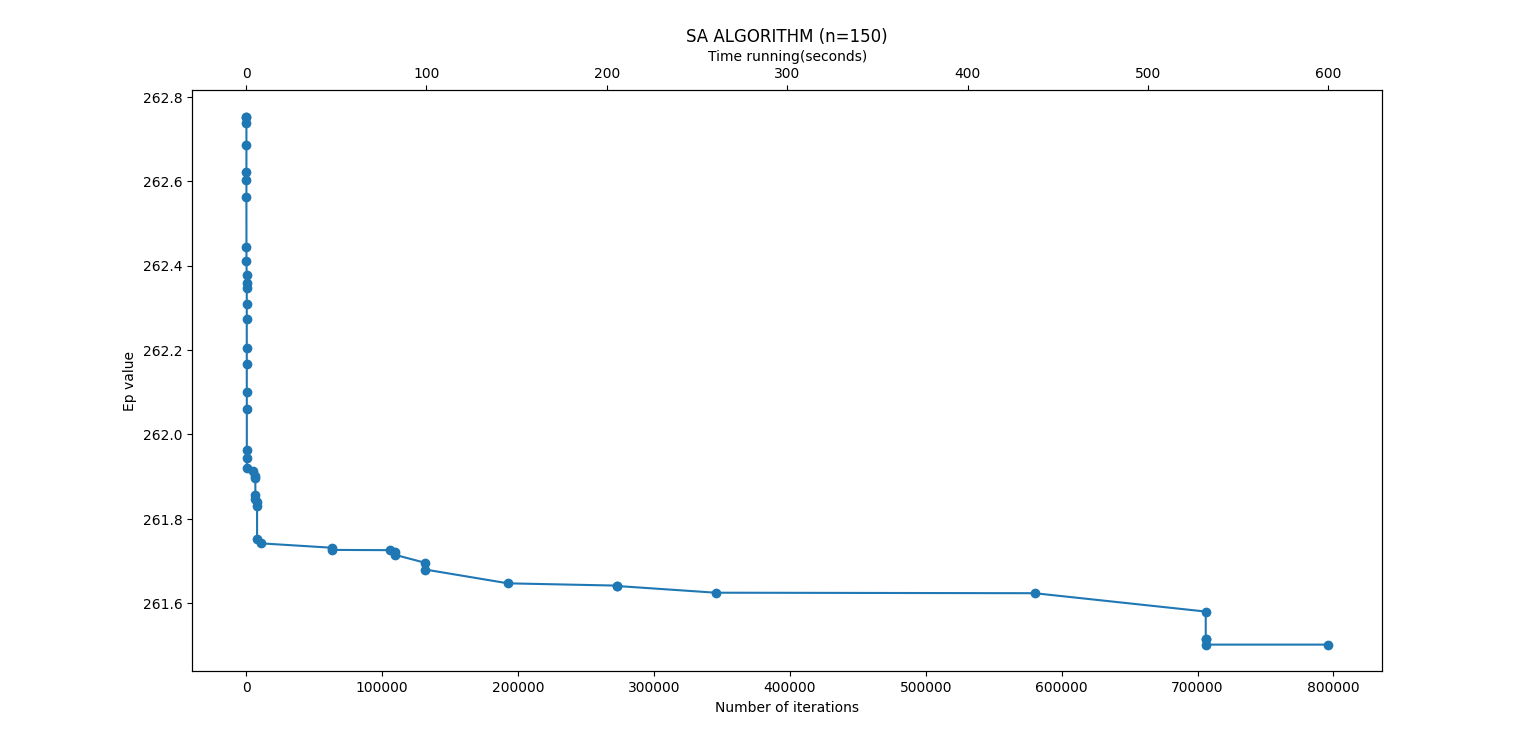 SA ALGORITHM (n=150)
Time running(seconds)
0 100 200 300 400 500 600
262.8
262.6
262.4
262.2
262.0
261.8
261.6
Ep value
0 100000 200000 300000 400000 500000 600000 700000 800000
Number of iterations